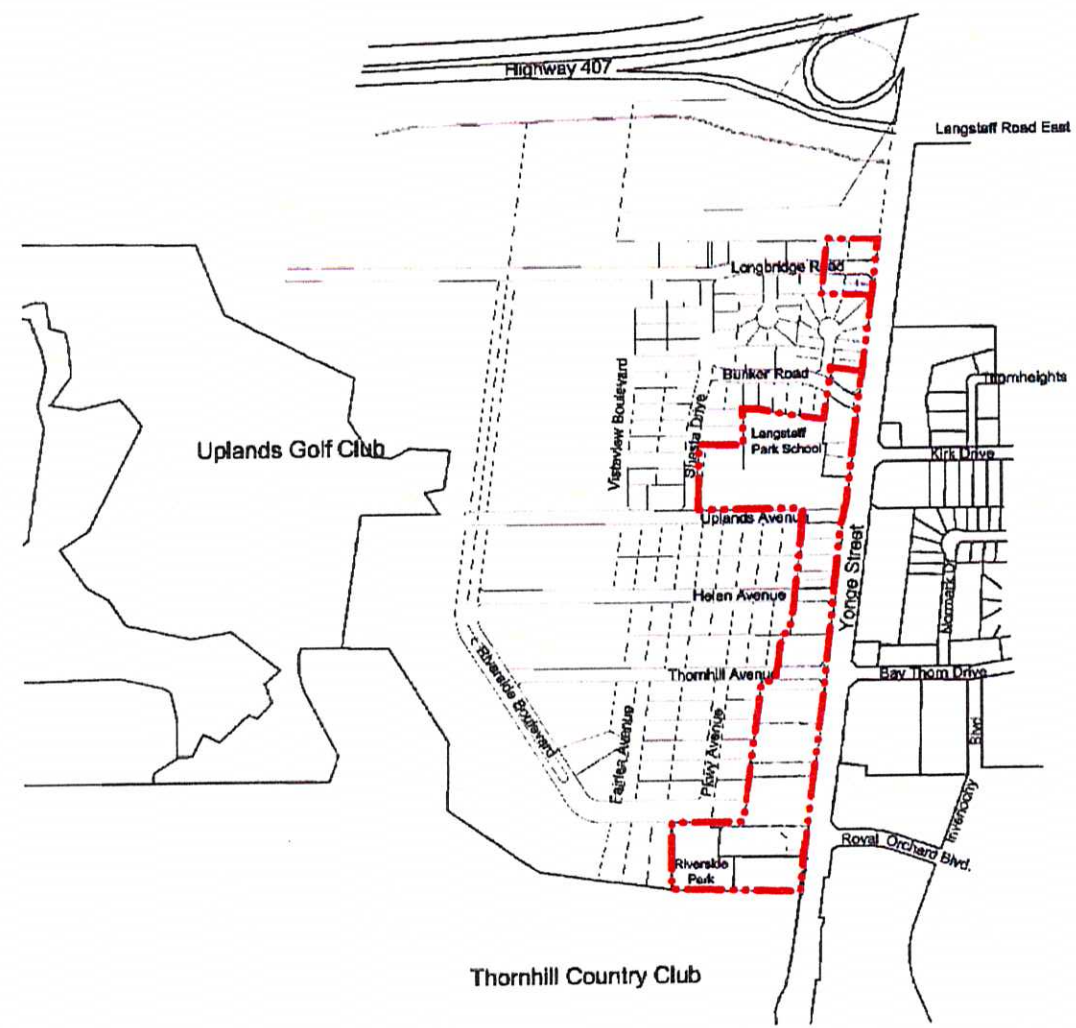 Highway 407
Langstaff Road East
Longbridge Road
Bunker Road
Thornheights
Vistaview Boulevard
Shasta Drive
Langstaff
Park School
Uplands Golf Club
Kirk Drive
Uplands Avenue
Yonge Street
Helen Avenue
Normark Dr
Riverside Boulevard
Thornhill Avenue
Bay Thorn Drive
Fairlea Avenue
Pkwy Avenue
Blvd
Inverlochy
Royal Orchard Blvd.
Riverside
Park
Thornhill Country Club